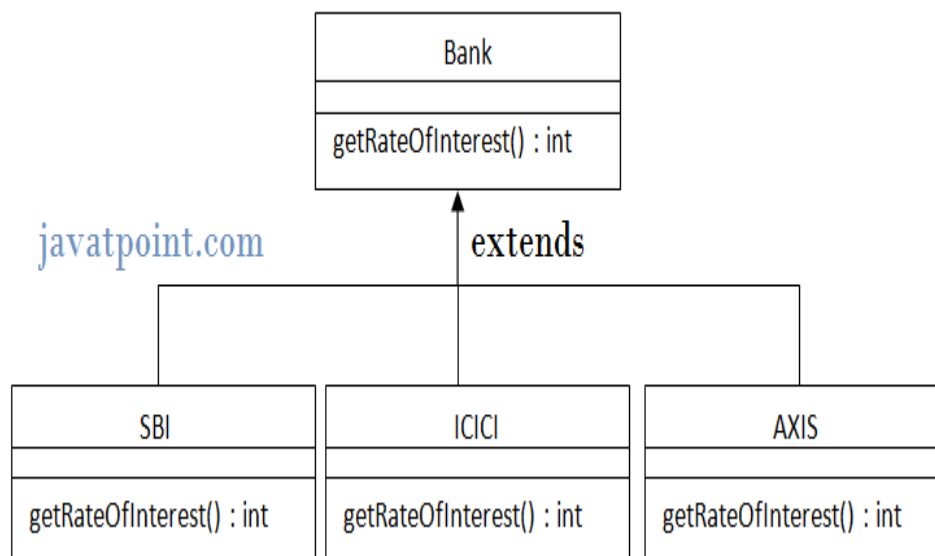 Bank
getRateOfInterest() : int
javatpoint.com
extends
SBI
ICICI
AXIS
getRateOfInterest() : int
getRateOfInterest() : int
getRateOfInterest() : int